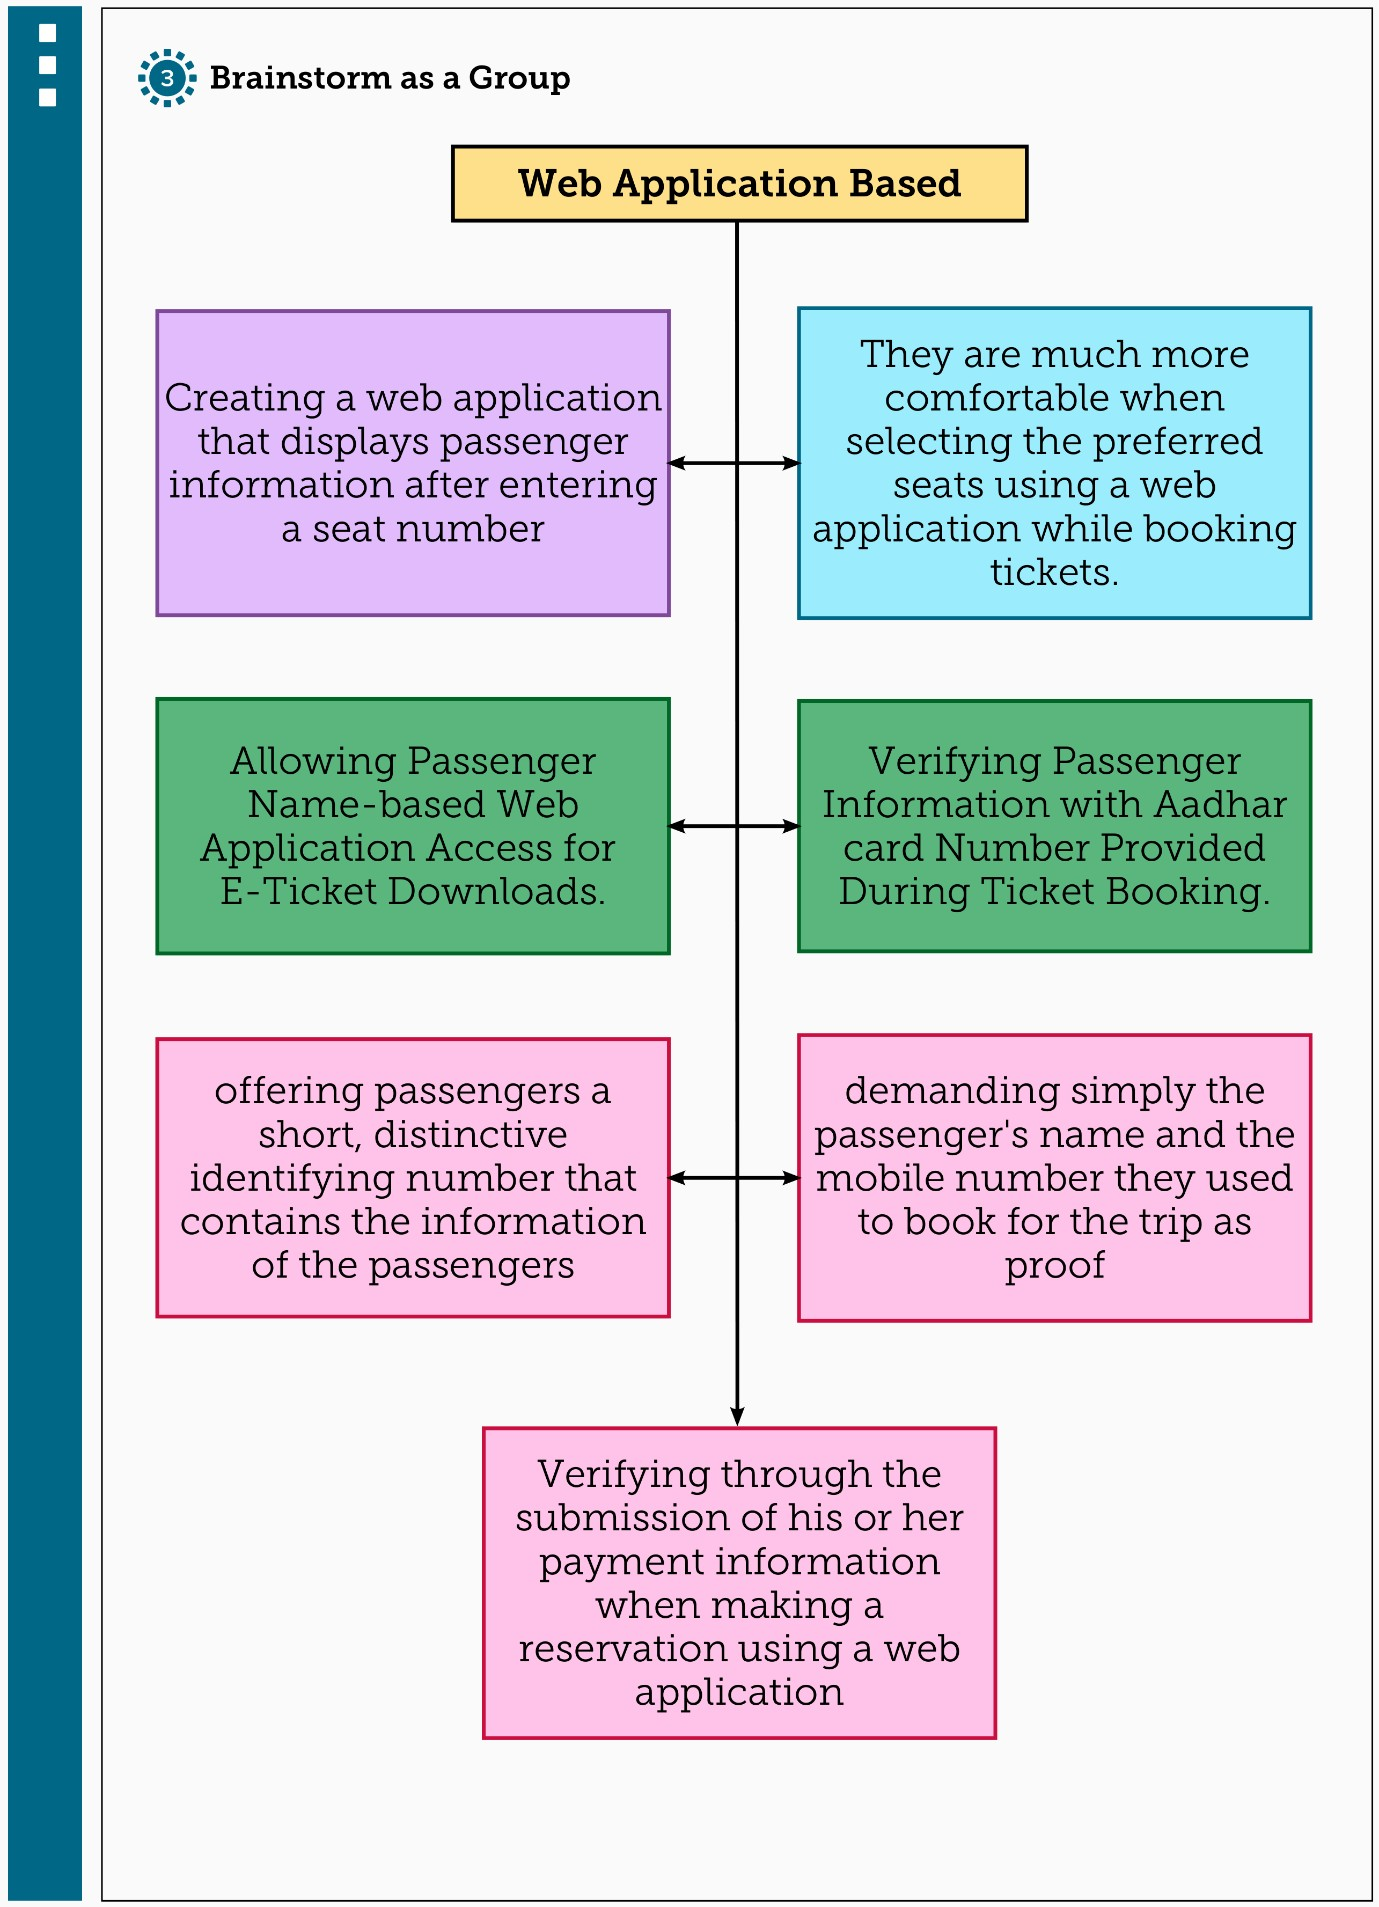 3 Brainstorm as a Group
Web Application Based
Creating a web application
that displays passenger
information after entering
a seat number
They are much more
comfortable when
selecting the preferred
seats using a web
application while booking
tickets.
Allowing Passenger
Name-based Web
Application Access for
E-Ticket Downloads.
Verifying Passenger
Information with Aadhar
card Number Provided
During Ticket Booking.
offering passengers a
short, distinctive
identifying number that
contains the information
of the passengers
demanding simply the
passenger's name and the
mobile number they used
to book for the trip as
proof
Verifying through the
submission of his or her
payment information
when making a
reservation using a web
application